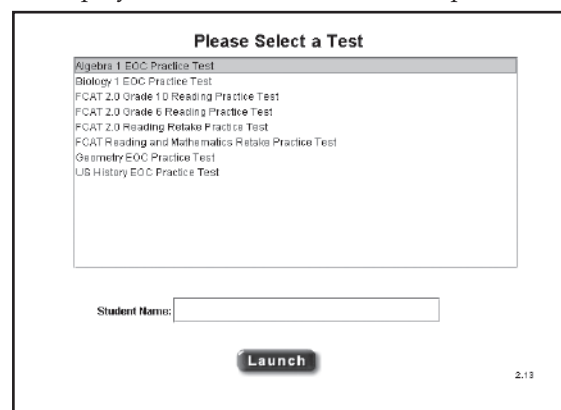 Please Select a Test
Algebra 1 EOC Practice Test
Biology 1 EOC Practice Test
FCAT 2.0 Grade 10 Reading Practice Test
FCAT 2.0 Grade 6 Reading Practice Test
FCAT 2.0 Reading Retake Practice Test
FCAT Reading and Mathematics Retake Practice Test
Geometry EOC Practice Test
US History EOC Practice Test
Student Name:
Launch
2.13